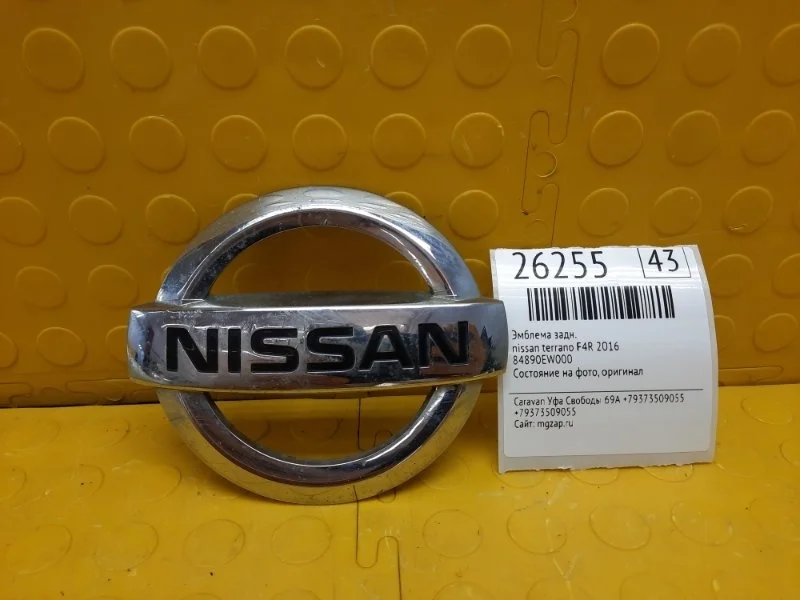 NISSAN
26255 43
Эмблема задн.
nissan terrano F4R 2016
84890EW000
Состояние на фото, оригинал
Caravan Уфа Свободы 69А +79373509055
+79373509055
Сайт: mgzap.ru